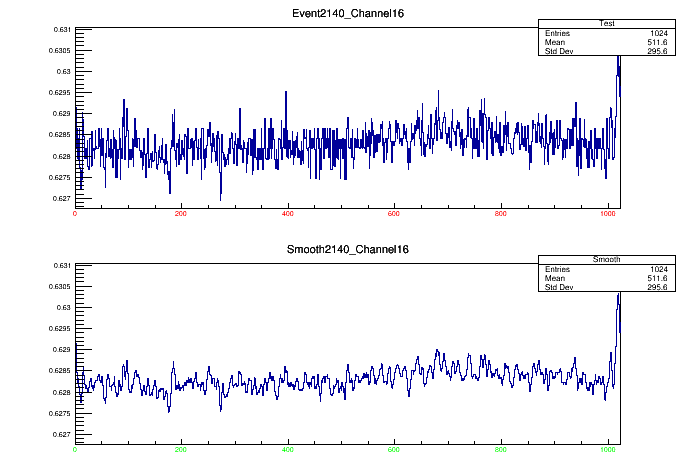 Event2140_Channel16
Test
Entries 1024
Mean 511.6
Std Dev 295.6
0.631
0.6305
0.63
0.6295
0.629
0.6285
0.628
0.6275
0.627
0 200 400 600 800 1000
Smooth2140_Channel16
Smooth
Entries 1024
Mean 511.6
Std Dev 295.6
0.631
0.6305
0.63
0.6295
0.629
0.6285
0.628
0.6275
0.627
0 200 400 600 800 1000